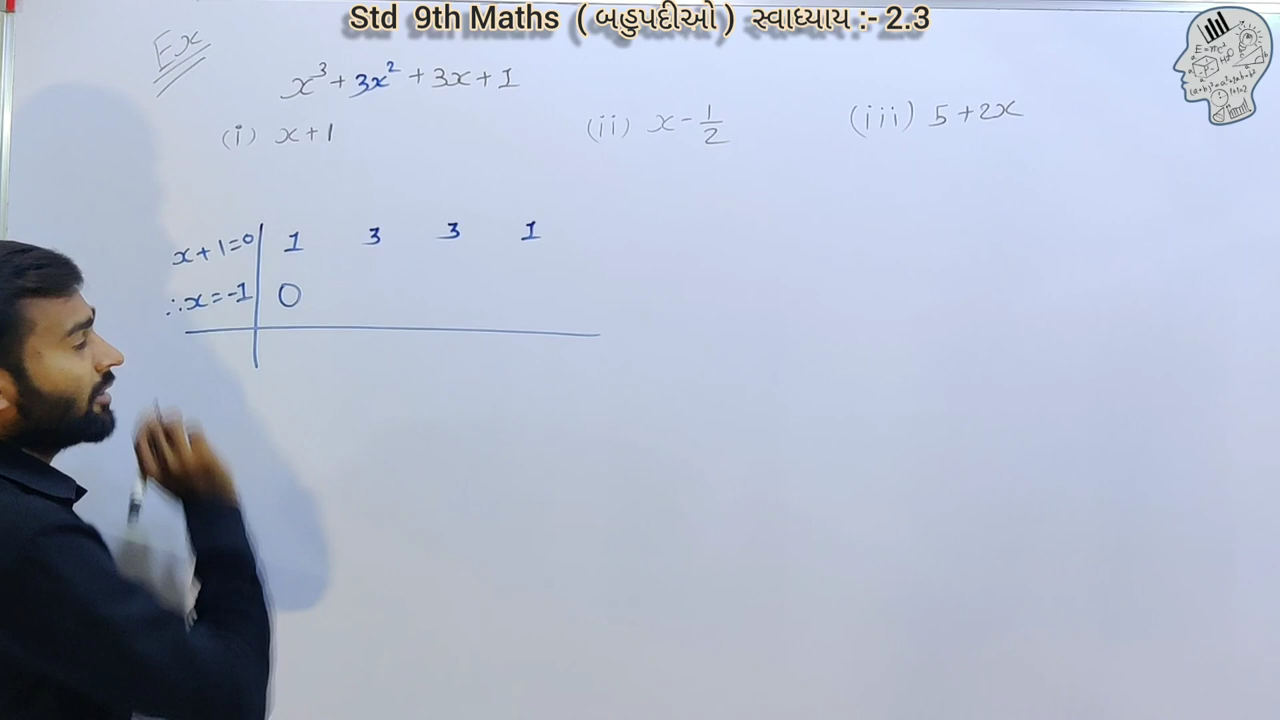 Std 9th Maths ( બહુપદીઓ ) સ્વાધ્યાય :- 2.3
Ex
x³ + 3x² + 3x + 1
(i) x + 1 (ii) x - 1/2 (iii) 5 + 2x
x + 1 = 0 1 3 3 1
∴ x = -1 0